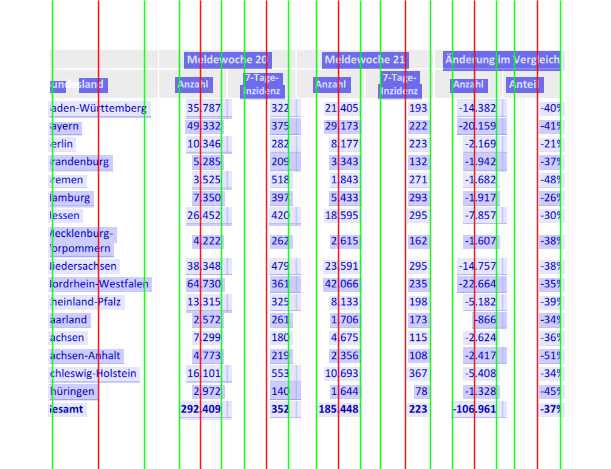 Meldewoche 20 Meldewoche 21 Änderung im Vergleich
undesland Anzahl 7-Tage-Inzidenz Anzahl 7-Tage-Inzidenz Anzahl Anteil
aden-Württemberg 35.787 322 21.405 193 -14.382 -40%
ayern 49.332 375 29.173 222 -20.159 -41%
erlin 10.346 282 8.177 223 -2.169 -21%
randenburg 5.285 209 3.343 132 -1.942 -37%
remen 3.525 518 1.843 271 -1.682 -48%
amburg 7.350 397 5.433 293 -1.917 -26%
essen 26.452 420 18.595 295 -7.857 -30%
Mecklenburg-
Vorpommern 4.222 262 2.615 162 -1.607 -38%
iedersachsen 38.348 479 23.591 295 -14.757 -38%
ordrhein-Westfalen 64.730 361 42.066 235 -22.664 -35%
heinland-Pfalz 13.315 325 8.133 198 -5.182 -39%
aarland 2.572 261 1.706 173 -866 -34%
achsen 7.299 180 4.675 115 -2.624 -36%
achsen-Anhalt 4.773 219 2.356 108 -2.417 -51%
chleswig-Holstein 16.101 553 10.693 367 -5.408 -34%
hüringen 2.972 140 1.644 78 -1.328 -45%
esamt 292.409 352 185.448 223 -106.961 -37%